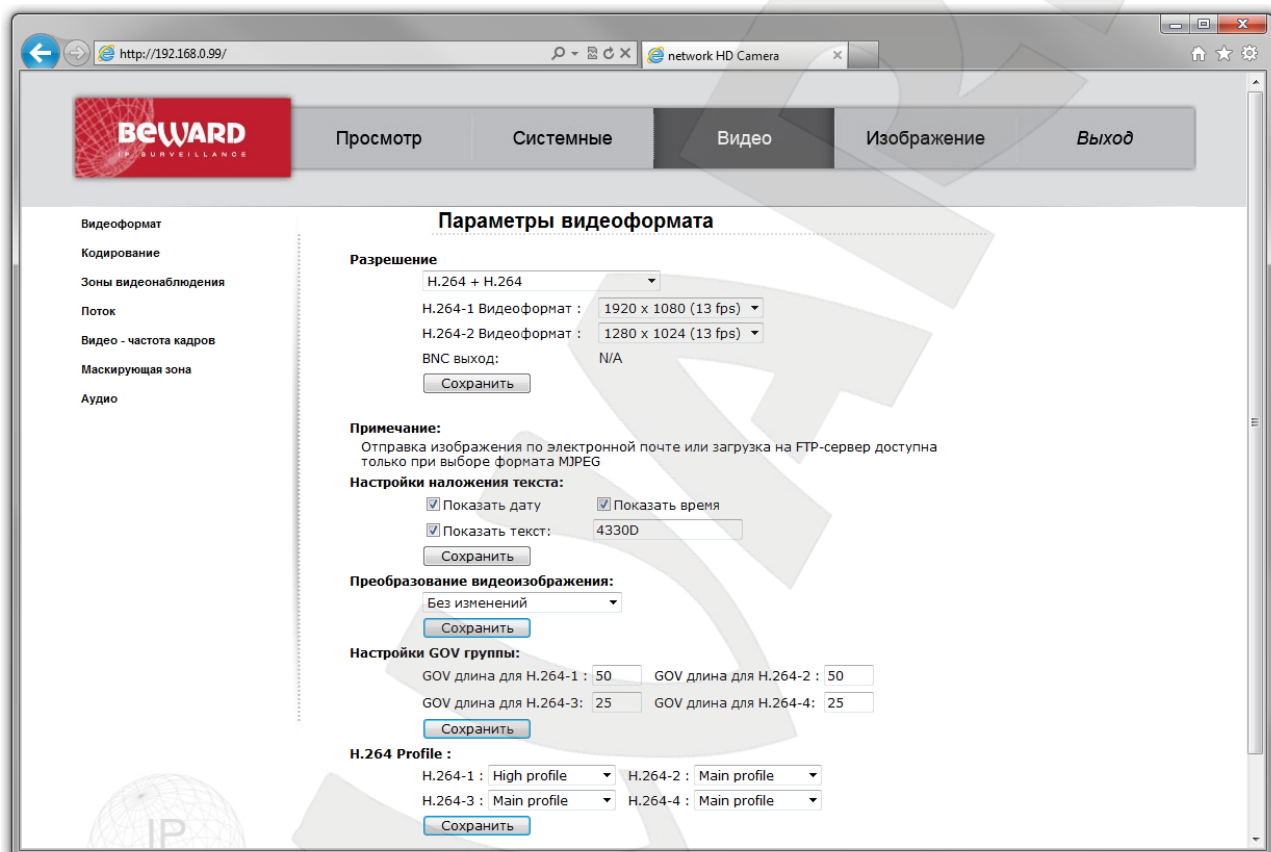 http://192.168.0.99/
network HD Camera
BEWARD
IP SURVEILLANCE
Просмотр Системные Видео Изображение Выход
Видеоформат
Кодирование
Зоны видеонаблюдения
Поток
Видео - частота кадров
Маскирующая зона
Аудио
Параметры видеоформата
Разрешение
H.264 + H.264
H.264-1 Видеоформат : 1920 x 1080 (13 fps)
H.264-2 Видеоформат : 1280 x 1024 (13 fps)
BNC выход: N/A
Сохранить
Примечание:
Отправка изображения по электронной почте или загрузка на FTP-сервер доступна
только при выборе формата MJPEG
Настройки наложения текста:
Показать дату Показать время
Показать текст: 4330D
Сохранить
Преобразование видеоизображения:
Без изменений
Сохранить
Настройки GOV группы:
GOV длина для H.264-1 : 50 GOV длина для H.264-2 : 50
GOV длина для H.264-3: 25 GOV длина для H.264-4: 25
Сохранить
H.264 Profile :
H.264-1 : High profile H.264-2 : Main profile
H.264-3 : Main profile H.264-4 : Main profile
Сохранить
IP